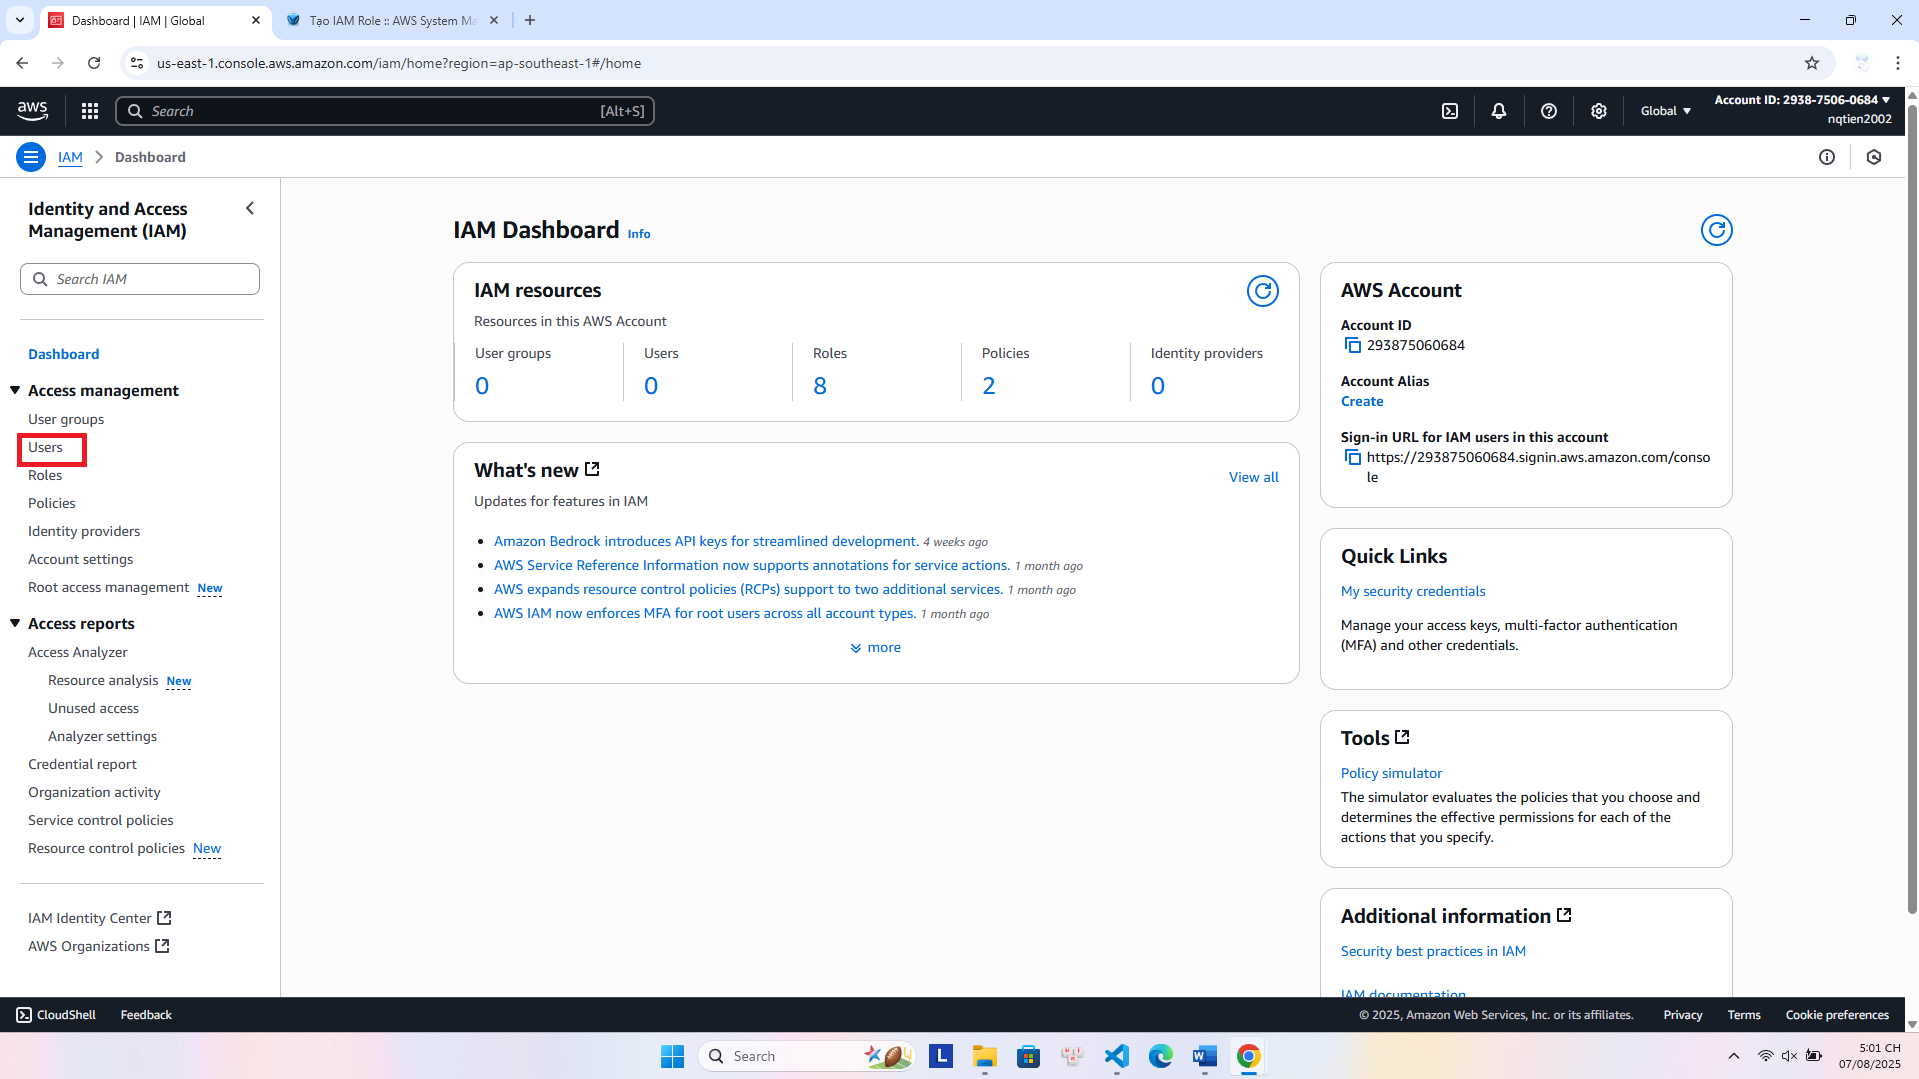 Dashboard | IAM | Global
Tạo IAM Role :: AWS System Ma
us-east-1.console.aws.amazon.com/iam/home?region=ap-southeast-1#/home
aws
Search
[Alt+S]
Global
Account ID: 2938-7506-0684
nqtien2002
IAM
Dashboard
Identity and Access
Management (IAM)
Search IAM
Dashboard
Access management
User groups
Users
Roles
Policies
Identity providers
Account settings
Root access management New
Access reports
Access Analyzer
Resource analysis New
Unused access
Analyzer settings
Credential report
Organization activity
Service control policies
Resource control policies New
IAM Identity Center
AWS Organizations
IAM Dashboard Info
IAM resources
Resources in this AWS Account
User groups
0
Users
0
Roles
8
Policies
2
Identity providers
0
What's new
View all
Updates for features in IAM
Amazon Bedrock introduces API keys for streamlined development. 4 weeks ago
AWS Service Reference Information now supports annotations for service actions. 1 month ago
AWS expands resource control policies (RCPs) support to two additional services. 1 month ago
AWS IAM now enforces MFA for root users across all account types. 1 month ago
more
AWS Account
Account ID
293875060684
Account Alias
Create
Sign-in URL for IAM users in this account
https://293875060684.signin.aws.amazon.com/conso
le
Quick Links
My security credentials
Manage your access keys, multi-factor authentication
(MFA) and other credentials.
Tools
Policy simulator
The simulator evaluates the policies that you choose and
determines the effective permissions for each of the
actions that you specify.
Additional information
Security best practices in IAM
IAM documentation
CloudShell
Feedback
© 2025, Amazon Web Services, Inc. or its affiliates.
Privacy
Terms
Cookie preferences
Search
L
W
5:01 CH
07/08/2025